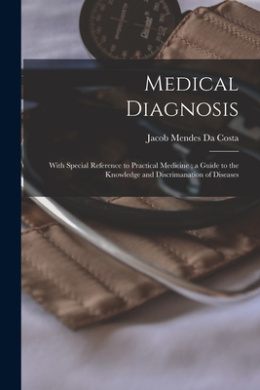 Medical
Diagnosis
Jacob Mendes Da Costa
With Special Reference to Practical Medicine ; a Guide to the
Knowledge and Discrimanation of Diseases